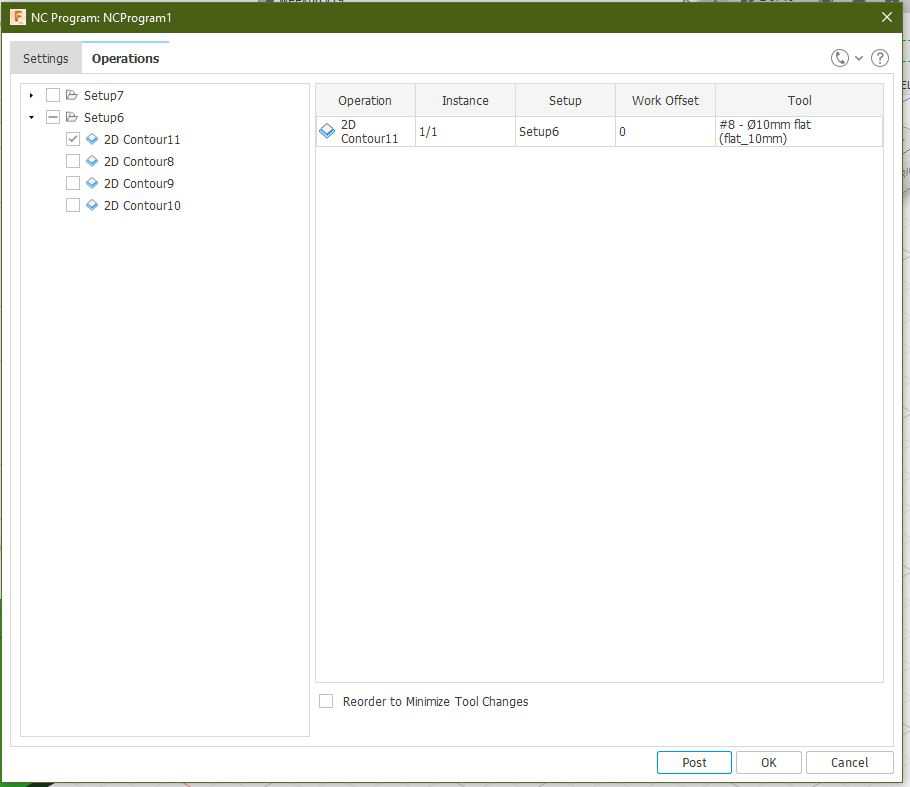 NC Program: NCProgram1
Settings
Operations
Setup7
Setup6
2D Contour11
2D Contour8
2D Contour9
2D Contour10
Operation Instance Setup Work Offset Tool
2D
Contour11
1/1
Setup6
0
#8 - Ø10mm flat
(flat_10mm)
Reorder to Minimize Tool Changes
Post OK Cancel